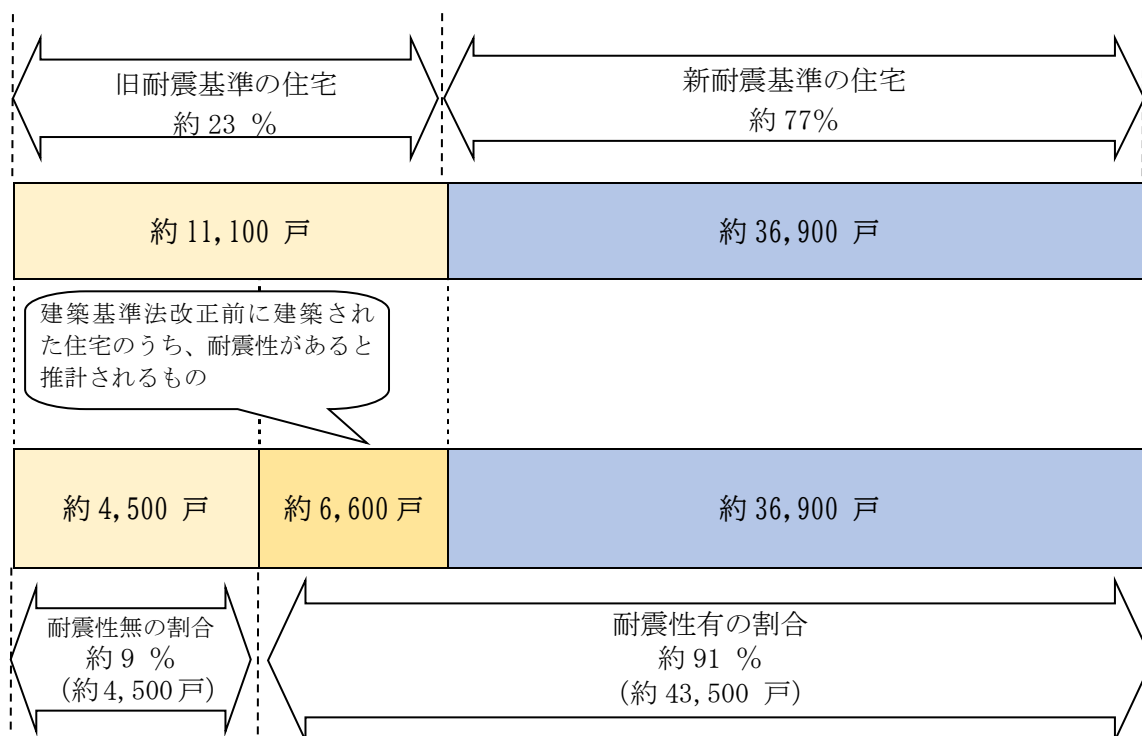 旧耐震基準の住宅
約 23 %
新耐震基準の住宅
約 77%
約 11,100 戸
約 36,900 戸
建築基準法改正前に建築され
た住宅のうち、耐震性があると
推計されるもの
約 4,500 戸
約 6,600 戸
約 36,900 戸
耐震性無の割合
約 9 %
(約 4,500 戸)
耐震性有の割合
約 91 %
(約 43,500 戸)